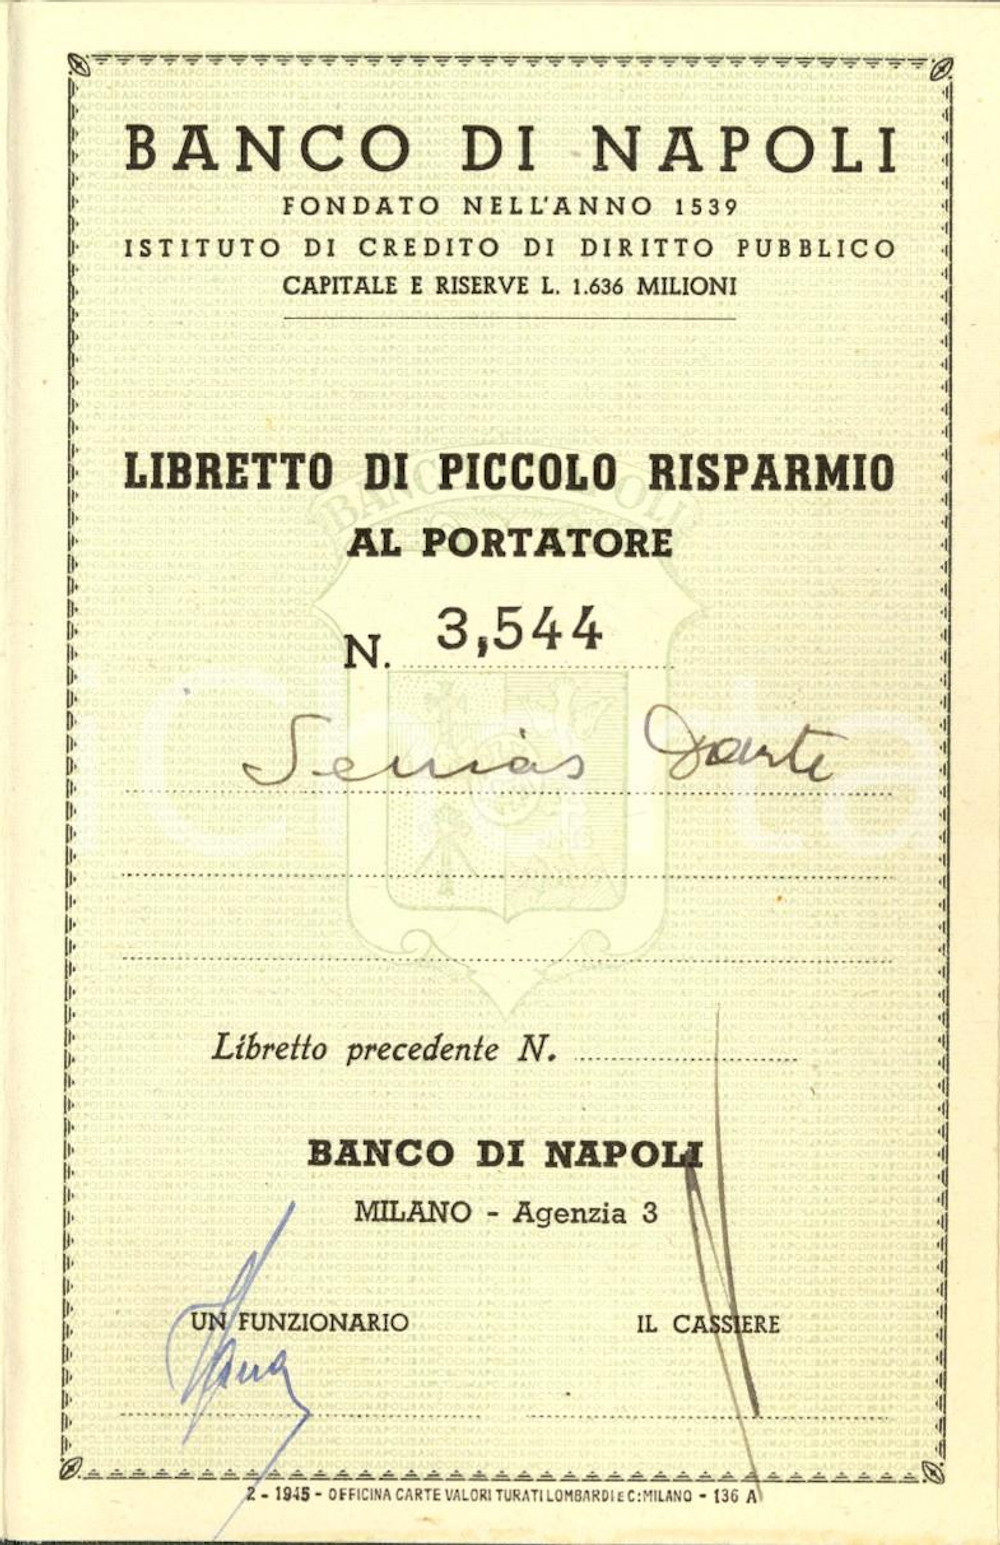 BANCO DI NAPOLI
FONDATO NELL'ANNO 1539
ISTITUTO DI CREDITO DI DIRITTO PUBBLICO
CAPITALE E RISERVE L. 1.636 MILIONI
LIBRETTO DI PICCOLO RISPARMIO
AL PORTATORE
N. 3,544
Libretto precedente N.
BANCO DI NAPOLI
MILANO - Agenzia 3
UN FUNZIONARIO IL CASSIERE
2 - 1945 - OFFICINA CARTE VALORI TURATI LOMBARDI E C: MILANO - 136 A